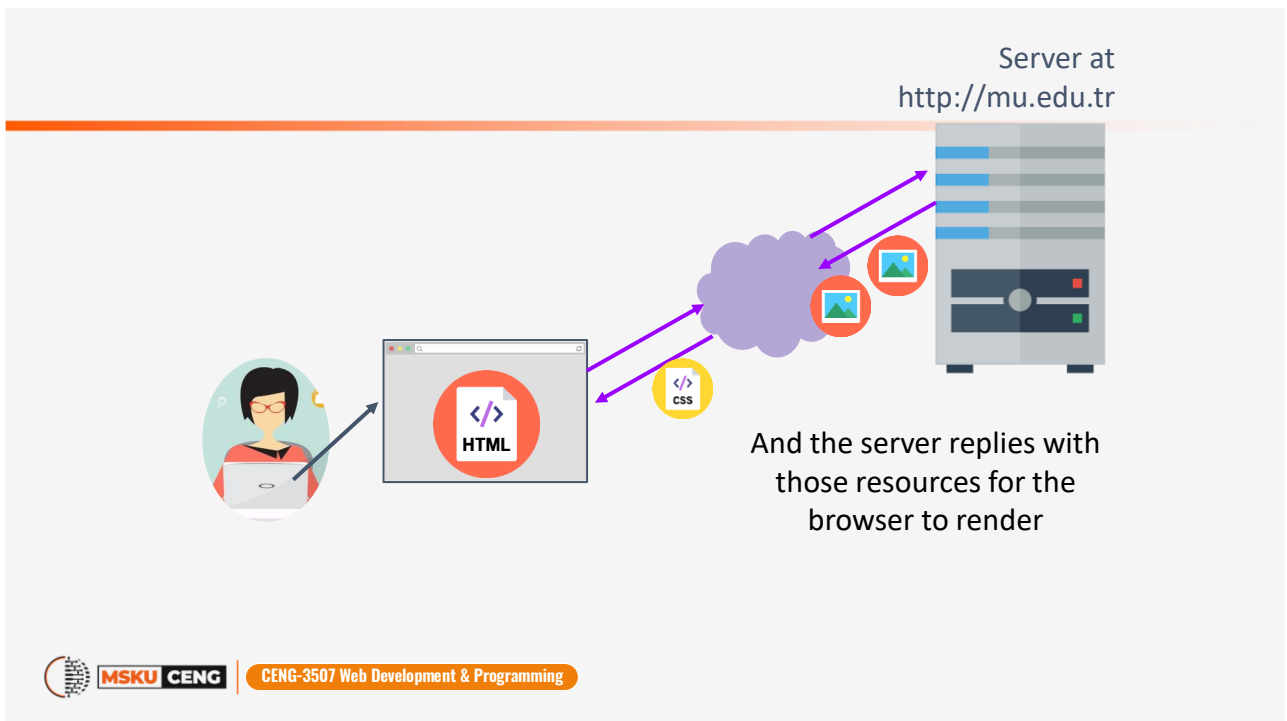 Server at
http://mu.edu.tr
</>
HTML
</>
CSS
And the server replies with
those resources for the
browser to render
MSKU CENG
CENG-3507 Web Development & Programming